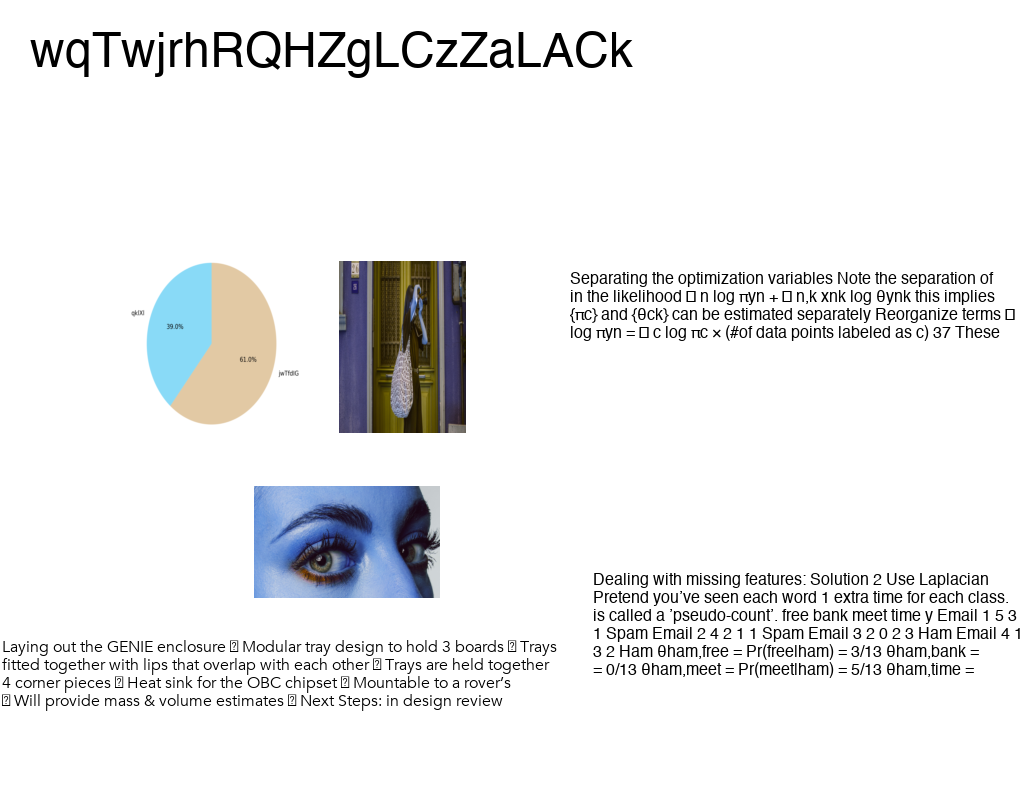 wqTwjrhRQHZgLCzZaLACk
qkIXI
39.0%
61.0%
jwTfdIG
Separating the optimization variables Note the separation of
in the likelihood � n log πyn + � n,k xnk log θynk this implies
{πc} and {θck} can be estimated separately Reorganize terms �
log πyn = � c log πc × (#of data points labeled as c) 37 These
Dealing with missing features: Solution 2 Use Laplacian
Pretend you’ve seen each word 1 extra time for each class.
is called a ’pseudo-count’. free bank meet time y Email 1 5 3
1 Spam Email 2 4 2 1 1 Spam Email 3 2 0 2 3 Ham Email 4 1
3 2 Ham θham,free = Pr(free|ham) = 3/13 θham,bank =
= 0/13 θham,meet = Pr(meet|ham) = 5/13 θham,time =
Laying out the GENIE enclosure � Modular tray design to hold 3 boards � Trays
fitted together with lips that overlap with each other � Trays are held together
4 corner pieces � Heat sink for the OBC chipset � Mountable to a rover’s
� Will provide mass & volume estimates � Next Steps: in design review